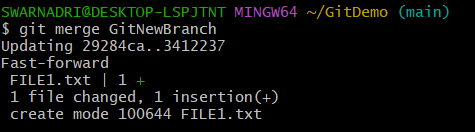 SWARNADRI@DESKTOP-LSPJTNT MINGW64 ~/GitDemo (main)
$ git merge GitNewBranch
Updating 29284ca..3412237
Fast-forward
 FILE1.txt | 1 +
 1 file changed, 1 insertion(+)
 create mode 100644 FILE1.txt